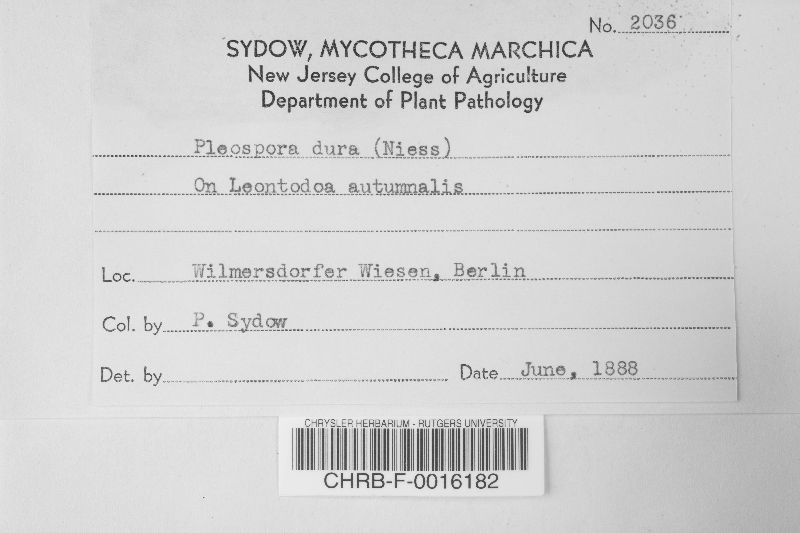 No. 2036
SYDOW, MYCOTHECA MARCHICA
New Jersey College of Agriculture
Department of Plant Pathology
Pleospora dura (Niess)
On Leontodoa autumnalis
Loc. Wilmersdorfer Wiesen, Berlin
Col. by P. Sydow
Det. by Date June, 1888
CHRYSLER HERBARIUM - RUTGERS UNIVERSITY
CHRB-F-0016182